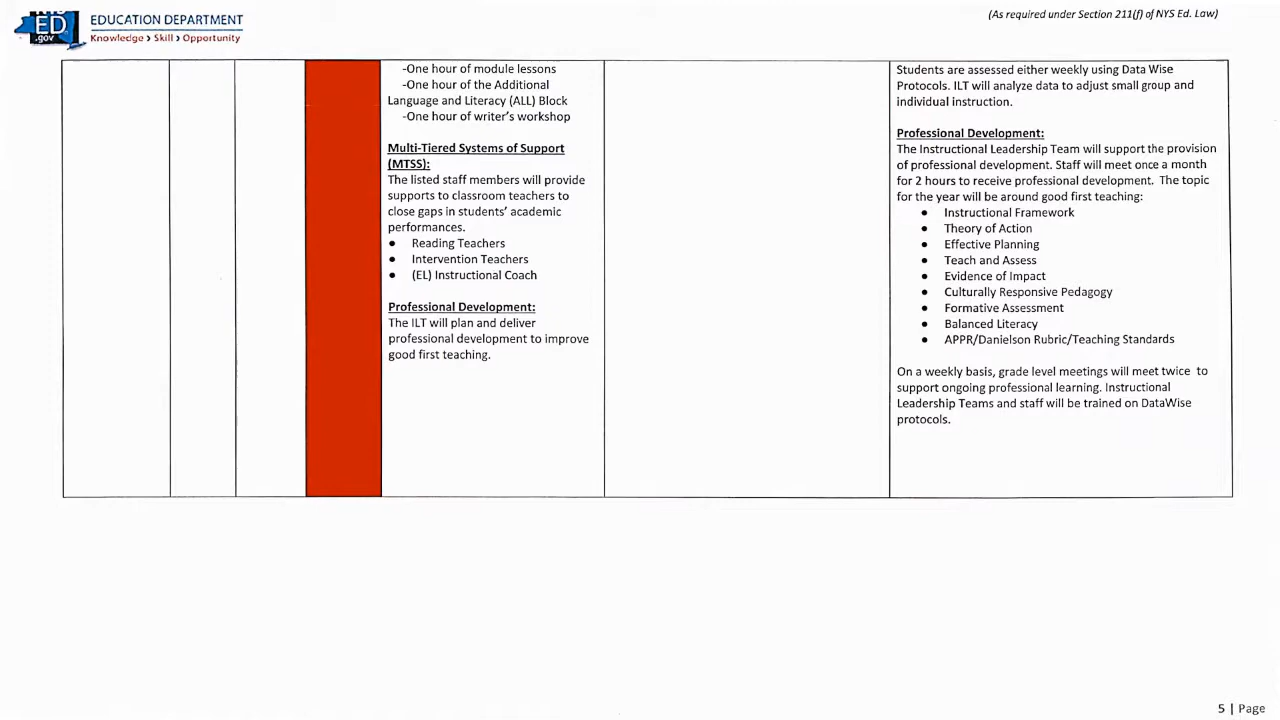 ED
.gov
EDUCATION DEPARTMENT
Knowledge › Skill › Opportunity
(As required under Section 211(f) of NYS Ed. Law)
-One hour of module lessons
-One hour of the Additional
Language and Literacy (ALL) Block
-One hour of writer's workshop
Multi-Tiered Systems of Support
(MTSS):
The listed staff members will provide
supports to classroom teachers to
close gaps in students' academic
performances.
● Reading Teachers
● Intervention Teachers
● (EL) Instructional Coach
Professional Development:
The ILT will plan and deliver
professional development to improve
good first teaching.
Students are assessed either weekly using Data Wise
Protocols. ILT will analyze data to adjust small group and
individual instruction.
Professional Development:
The Instructional Leadership Team will support the provision
of professional development. Staff will meet once a month
for 2 hours to receive professional development. The topic
for the year will be around good first teaching:
● Instructional Framework
● Theory of Action
● Effective Planning
● Teach and Assess
● Evidence of Impact
● Culturally Responsive Pedagogy
● Formative Assessment
● Balanced Literacy
● APPR/Danielson Rubric/Teaching Standards
On a weekly basis, grade level meetings will meet twice to
support ongoing professional learning. Instructional
Leadership Teams and staff will be trained on DataWise
protocols.
5 | Page